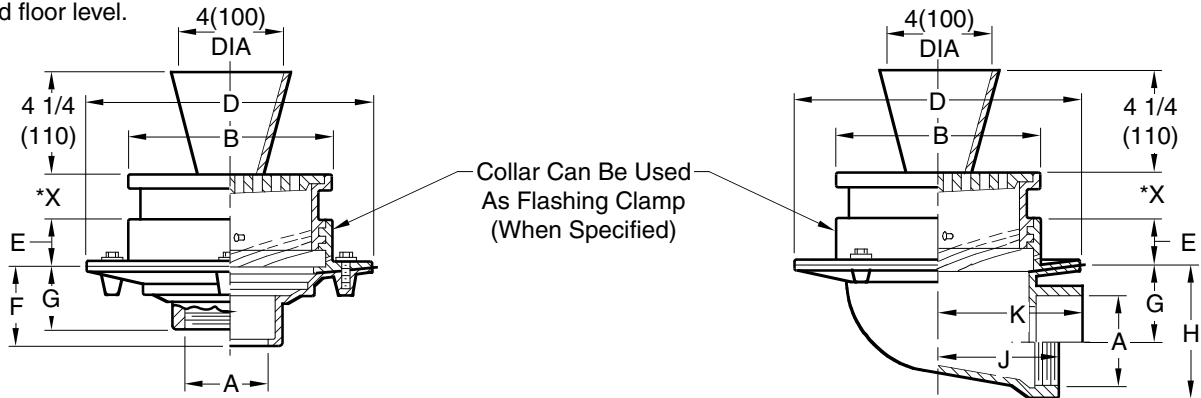 d floor level.
4(100)
DIA
D
B
4 1/4
(110)
*X
E
F
G
A
Collar Can Be Used
As Flashing Clamp
(When Specified)
4(100)
DIA
D
B
4 1/4
(110)
*X
E
G
H
K
J
A